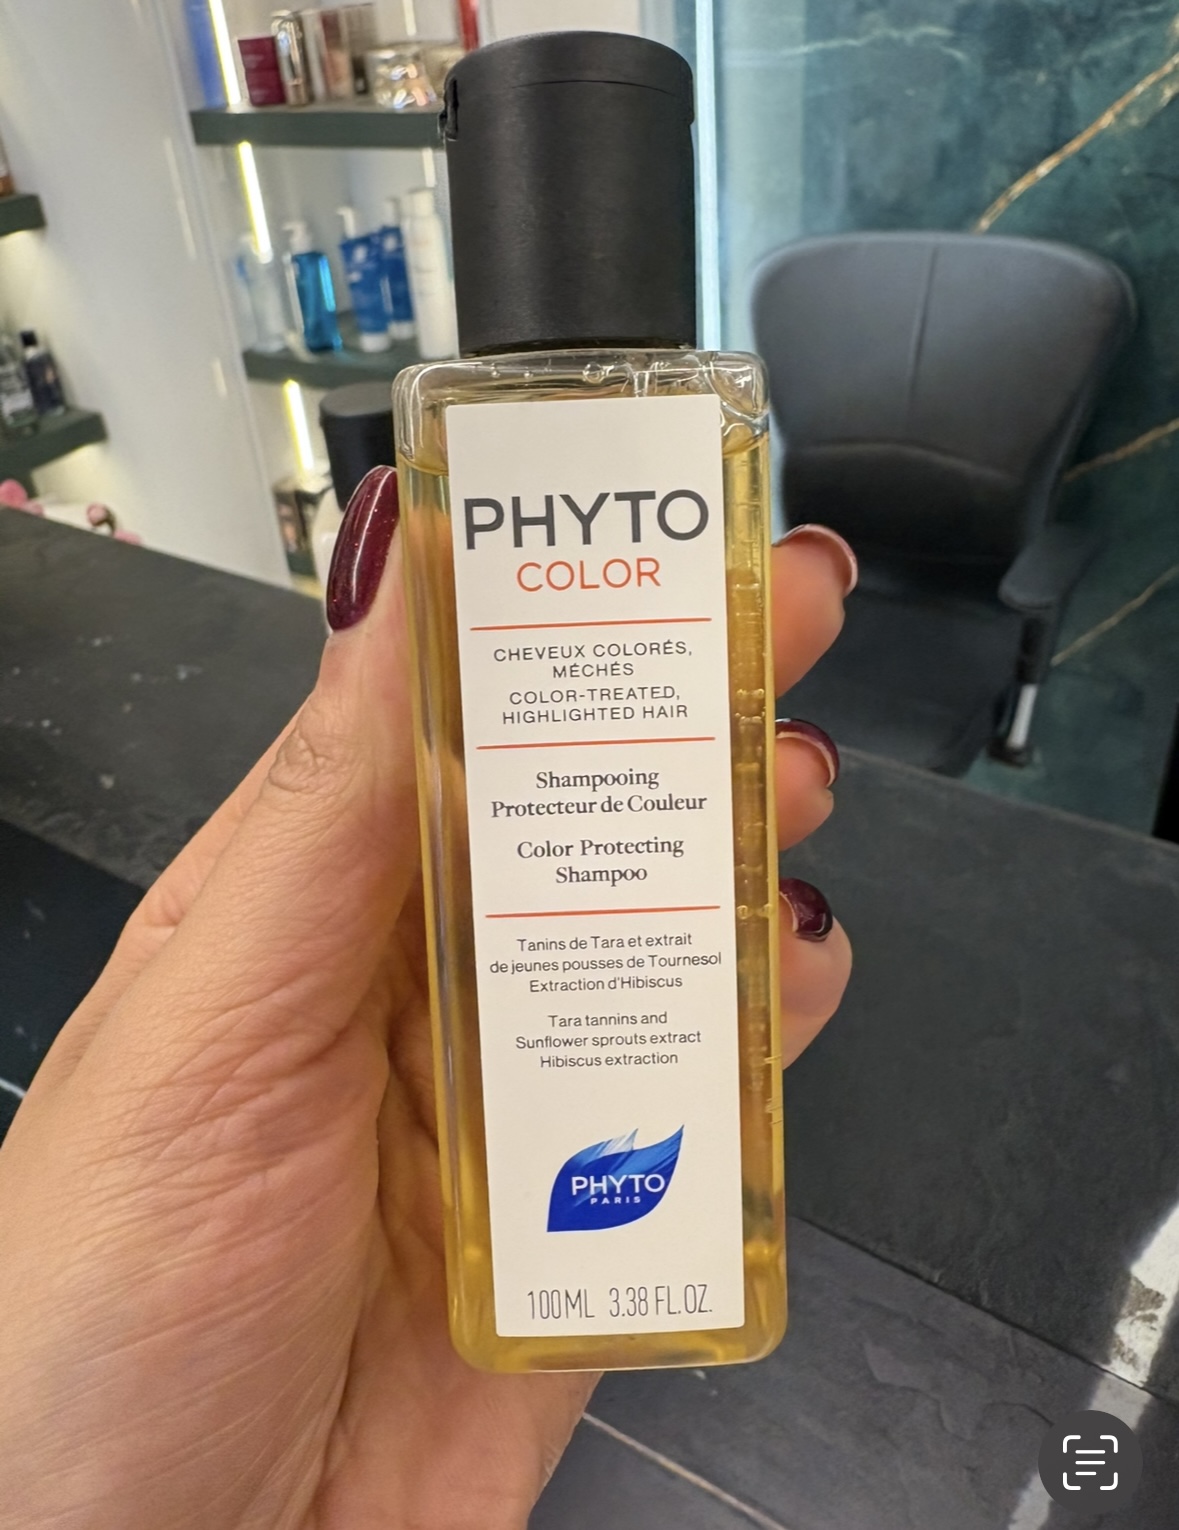 PHYTO
COLOR
CHEVEUX COLORÉS,
MÉCHÉS
COLOR-TREATED,
HIGHLIGHTED HAIR
Shampooing
Protecteur de Couleur
Color Protecting
Shampoo
Tanins de Tara et extrait
de jeunes pousses de Tournesol
Extraction d'Hibiscus
Tara tannins and
Sunflower sprouts extract
Hibiscus extraction
PHYTO
PARIS
100ML 3.38 FL.OZ.